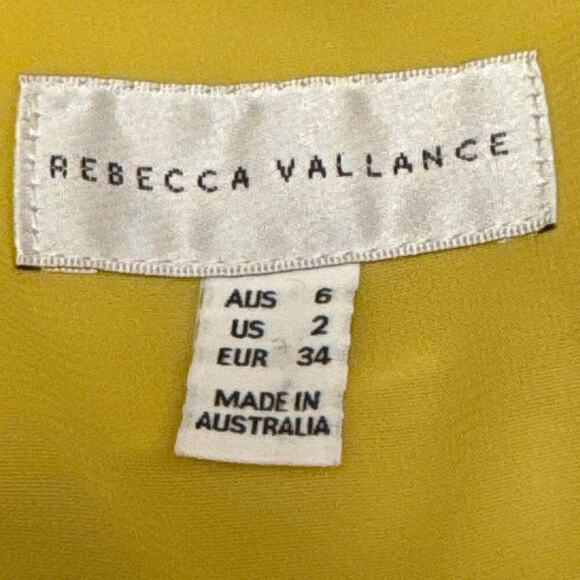 REBECCA VALLANCE
AUS 6
US 2
EUR 34
MADE IN
AUSTRALIA